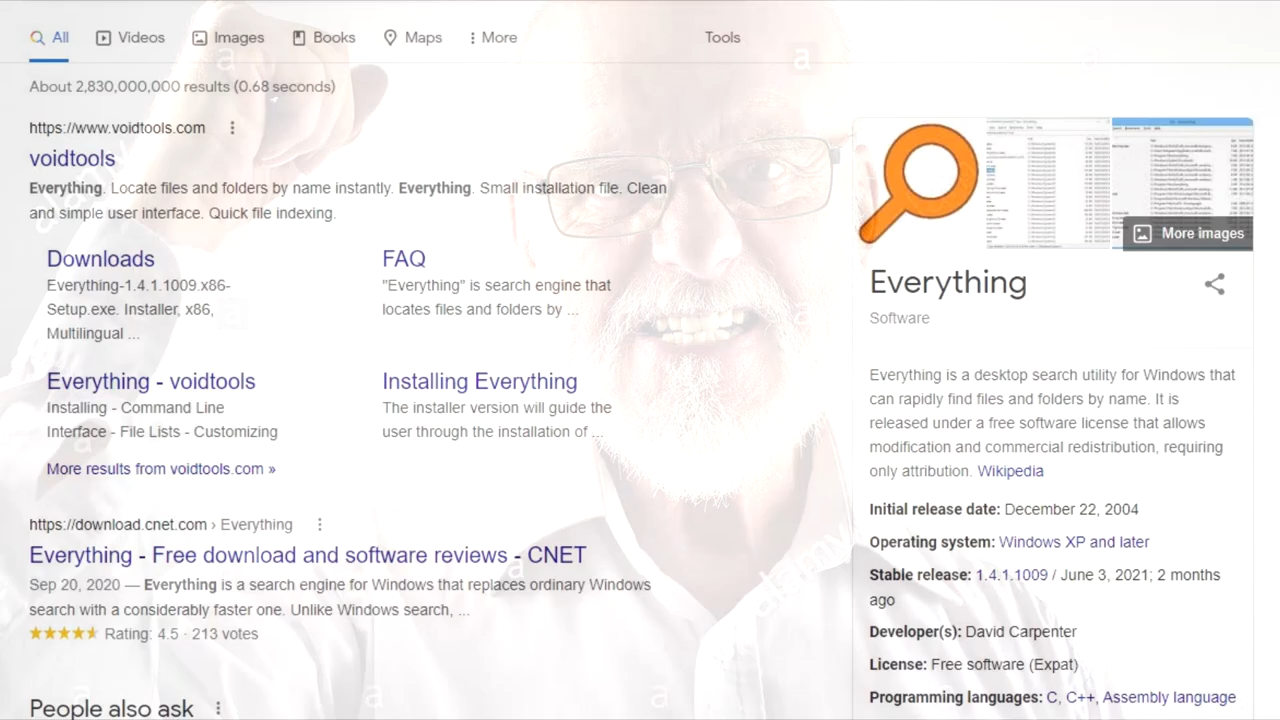 All
Videos
Images
Books
Maps
More
Tools
About 2,830,000,000 results (0.68 seconds)
https://www.voidtools.com
voidtools
Everything. Locate files and folders by name instantly. Everything. Small installation file. Clean
and simple user interface. Quick file indexing.
Downloads
Everything-1.4.1.1009.x86-
Setup.exe. Installer, x86,
Multilingual ...
FAQ
"Everything" is search engine that
locates files and folders by ...
Everything - voidtools
Installing - Command Line
Interface - File Lists - Customizing
Installing Everything
The installer version will guide the
user through the installation of ...
More results from voidtools.com »
https://download.cnet.com › Everything
Everything - Free download and software reviews - CNET
Sep 20, 2020 — Everything is a search engine for Windows that replaces ordinary Windows
search with a considerably faster one. Unlike Windows search, ...
Rating: 4.5 · 213 votes
People also ask
More images
Everything
Software
Everything is a desktop search utility for Windows that
can rapidly find files and folders by name. It is
released under a free software license that allows
modification and commercial redistribution, requiring
only attribution. Wikipedia
Initial release date: December 22, 2004
Operating system: Windows XP and later
Stable release: 1.4.1.1009 / June 3, 2021; 2 months
ago
Developer(s): David Carpenter
License: Free software (Expat)
Programming languages: C, C++, Assembly language
alamy
a
a
a
a